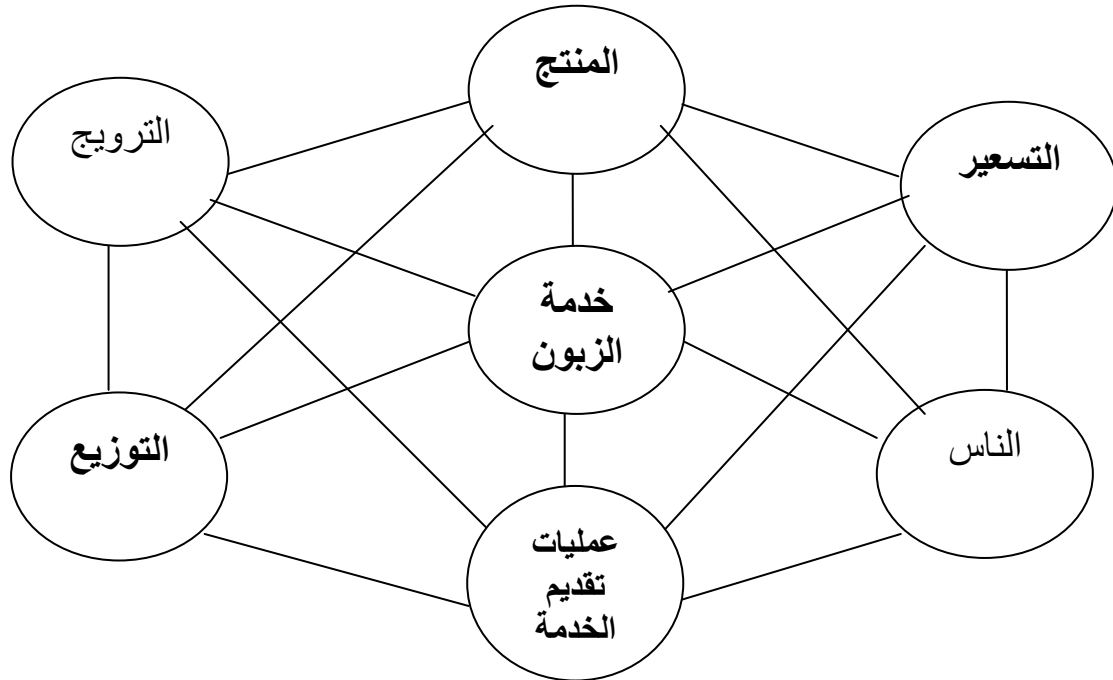 المنتج
الترويج
التسعير
خدمة
الزبون
التوزيع
الناس
عمليات
تقديم
الخدمة